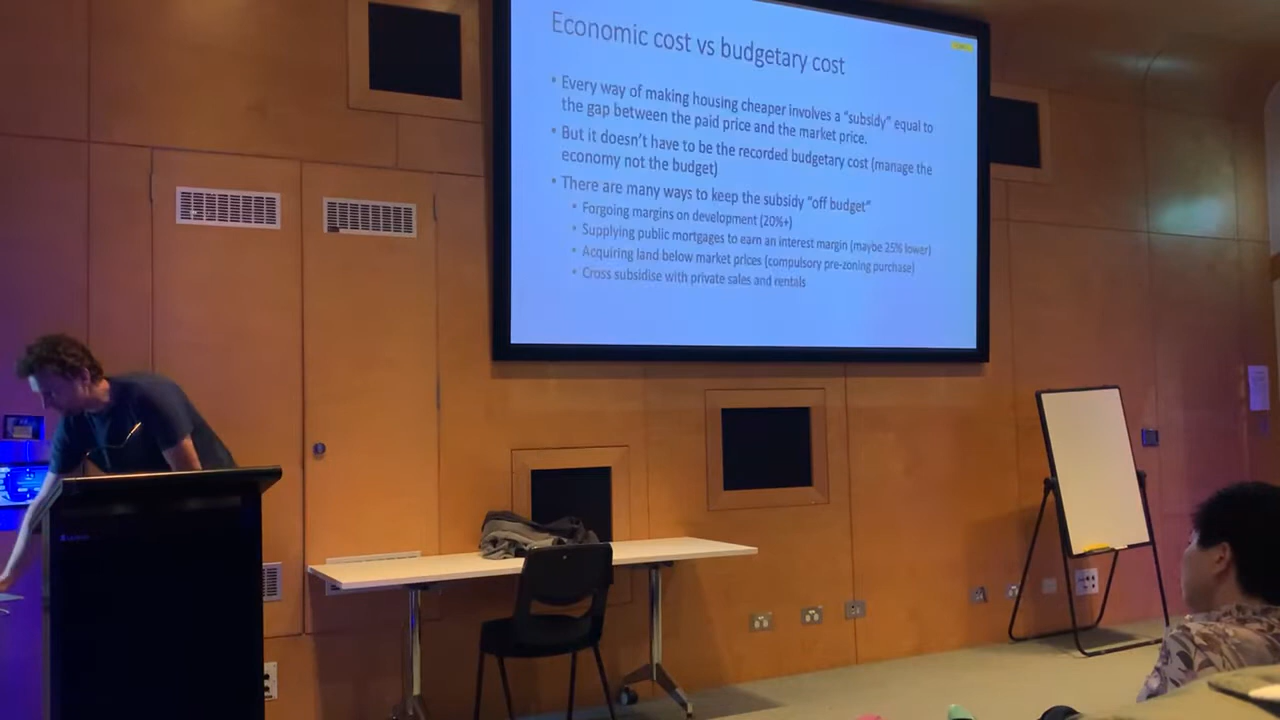 Economic cost vs budgetary cost
• Every way of making housing cheaper involves a "subsidy" equal to
the gap between the paid price and the market price.
• But it doesn't have to be the recorded budgetary cost (manage the
economy not the budget)
• There are many ways to keep the subsidy "off budget"
• Forgoing margins on development (20%+)
• Supplying public mortgages to earn an interest margin (maybe 25% lower)
• Acquiring land below market prices (compulsory pre-zoning purchase)
• Cross subsidise with private sales and rentals